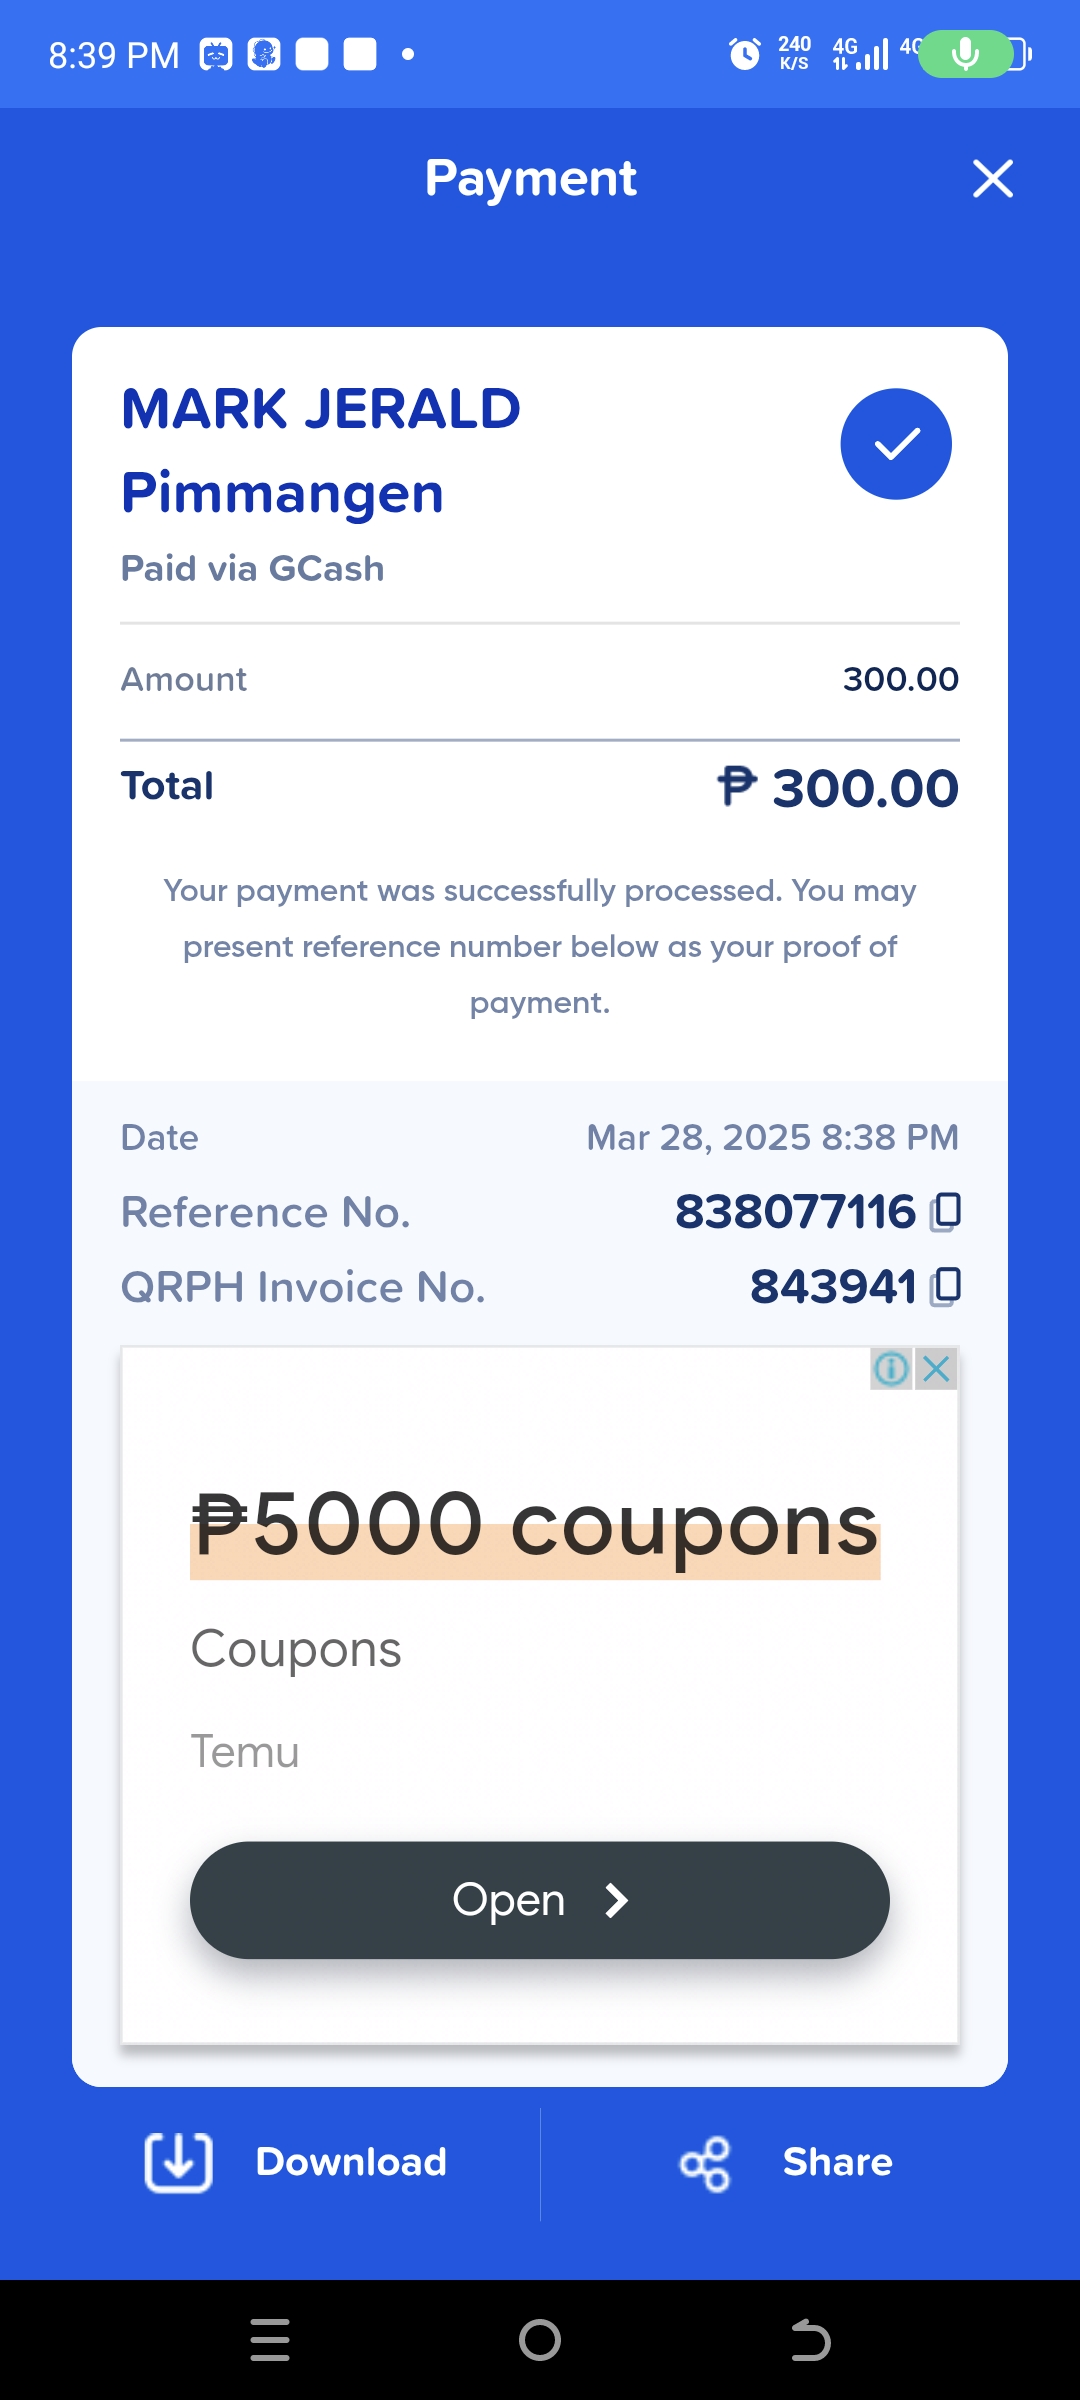 8:39 PM
240
K/S
4G
4G
Payment
MARK JERALD
Pimmangen
Paid via GCash
Amount 300.00
Total ₱ 300.00
Your payment was successfully processed. You may
present reference number below as your proof of
payment.
Date Mar 28, 2025 8:38 PM
Reference No. 838077116
QRPH Invoice No. 843941
₱5000 coupons
Coupons
Temu
Open
Download
Share